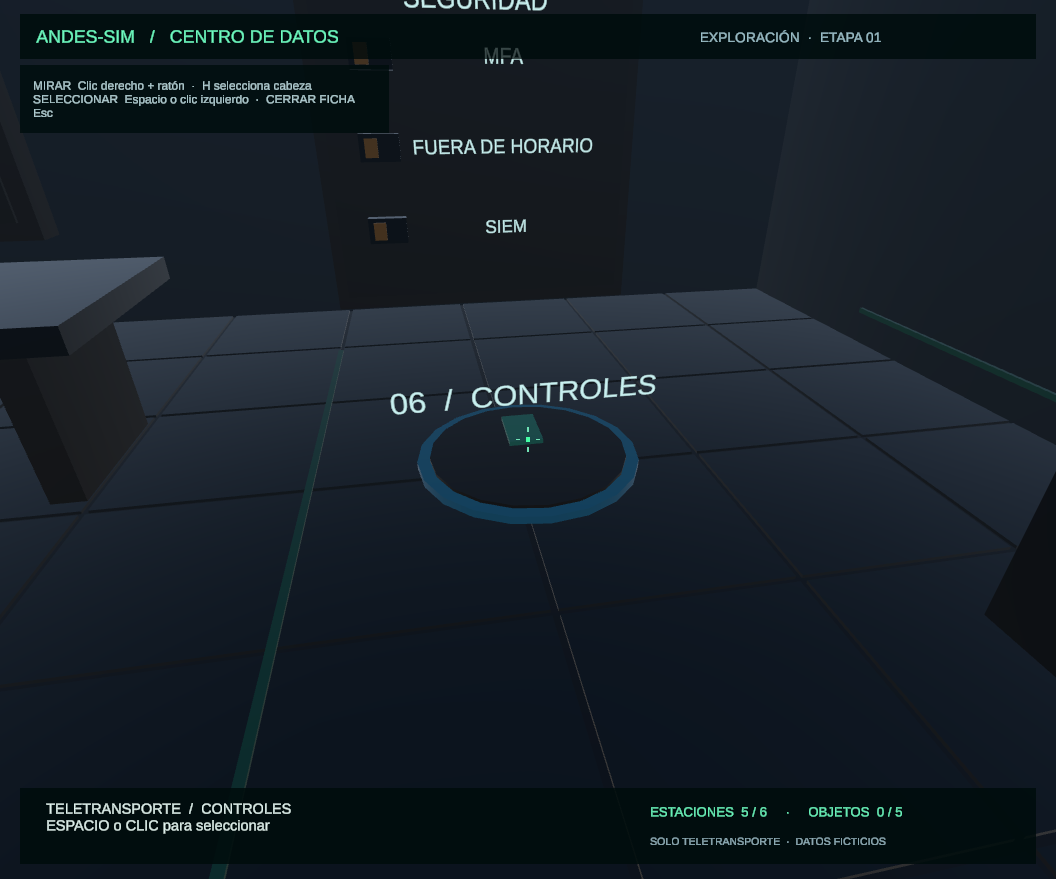 SEGURIDAD
ANDES-SIM / CENTRO DE DATOS
EXPLORACIÓN · ETAPA 01
MFA
MIRAR Clic derecho + ratón · H selecciona cabeza
SELECCIONAR Espacio o clic izquierdo · CERRAR FICHA
Esc
FUERA DE HORARIO
SIEM
06 / CONTROLES
TELETRANSPORTE / CONTROLES
ESPACIO o CLIC para seleccionar
ESTACIONES 5 / 6 · OBJETOS 0 / 5
SOLO TELETRANSPORTE · DATOS FICTICIOS